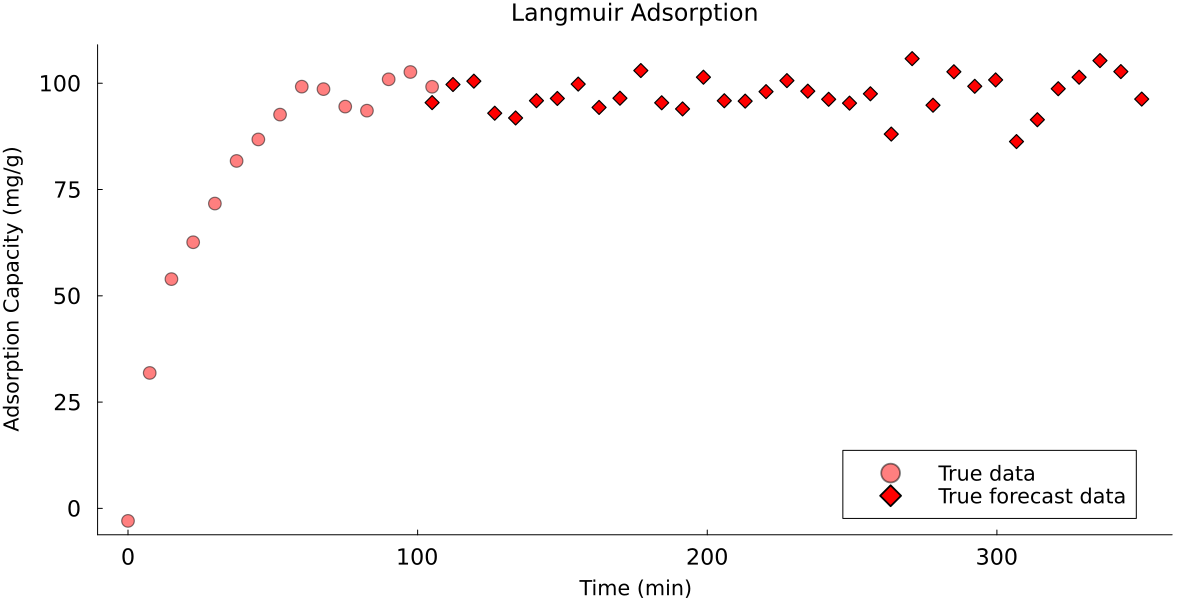 Langmuir Adsorption
Adsorption Capacity (mg/g)
100
75
50
25
0
0 100 200 300
Time (min)
True data
True forecast data